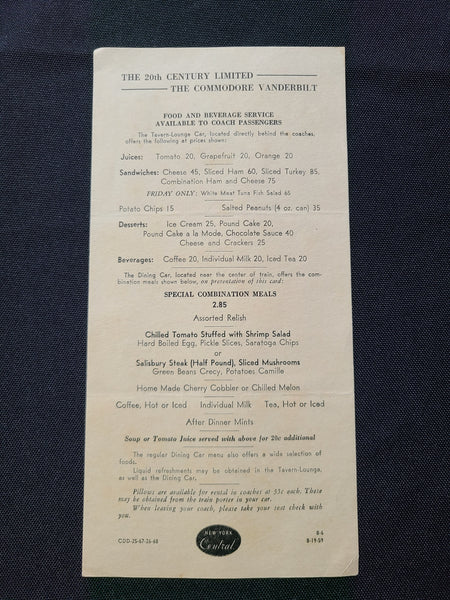 THE 20th CENTURY LIMITED
THE COMMODORE VANDERBILT
FOOD AND BEVERAGE SERVICE
AVAILABLE TO COACH PASSENGERS
The Tavern-Lounge Car, located directly behind the coaches,
offers the following at prices shown:
Juices: Tomato 20, Grapefruit 20, Orange 20
Sandwiches: Cheese 45, Sliced Ham 60, Sliced Turkey 85,
Combination Ham and Cheese 75
FRIDAY ONLY: White Meat Tuna Fish Salad 65
Potato Chips 15 Salted Peanuts (4 oz. can) 35
Desserts: Ice Cream 25, Pound Cake 20,
Pound Cake a la Mode, Chocolate Sauce 40
Cheese and Crackers 25
Beverages: Coffee 20, Individual Milk 20, Iced Tea 20
The Dining Car, located near the center of train, offers the com-
bination meals shown below, on presentation of this card:
SPECIAL COMBINATION MEALS
2.85
Assorted Relish
Chilled Tomato Stuffed with Shrimp Salad
Hard Boiled Egg, Pickle Slices, Saratoga Chips
or
Salisbury Steak (Half Pound), Sliced Mushrooms
Green Beans Crecy, Potatoes Camille
Home Made Cherry Cobbler or Chilled Melon
Coffee, Hot or Iced Individual Milk Tea, Hot or Iced
After Dinner Mints
Soup or Tomato Juice served with above for 20c additional
The regular Dining Car menu also offers a wide selection of
foods.
Liquid refreshments may be obtained in the Tavern-Lounge,
as well as the Dining Car.
Pillows are available for rental in coaches at 55c each. These
may be obtained from the train porter in your car.
When leaving your coach, please take your seat check with
you.
NEW YORK
Central
COD-25-67-26-68
8-19-59